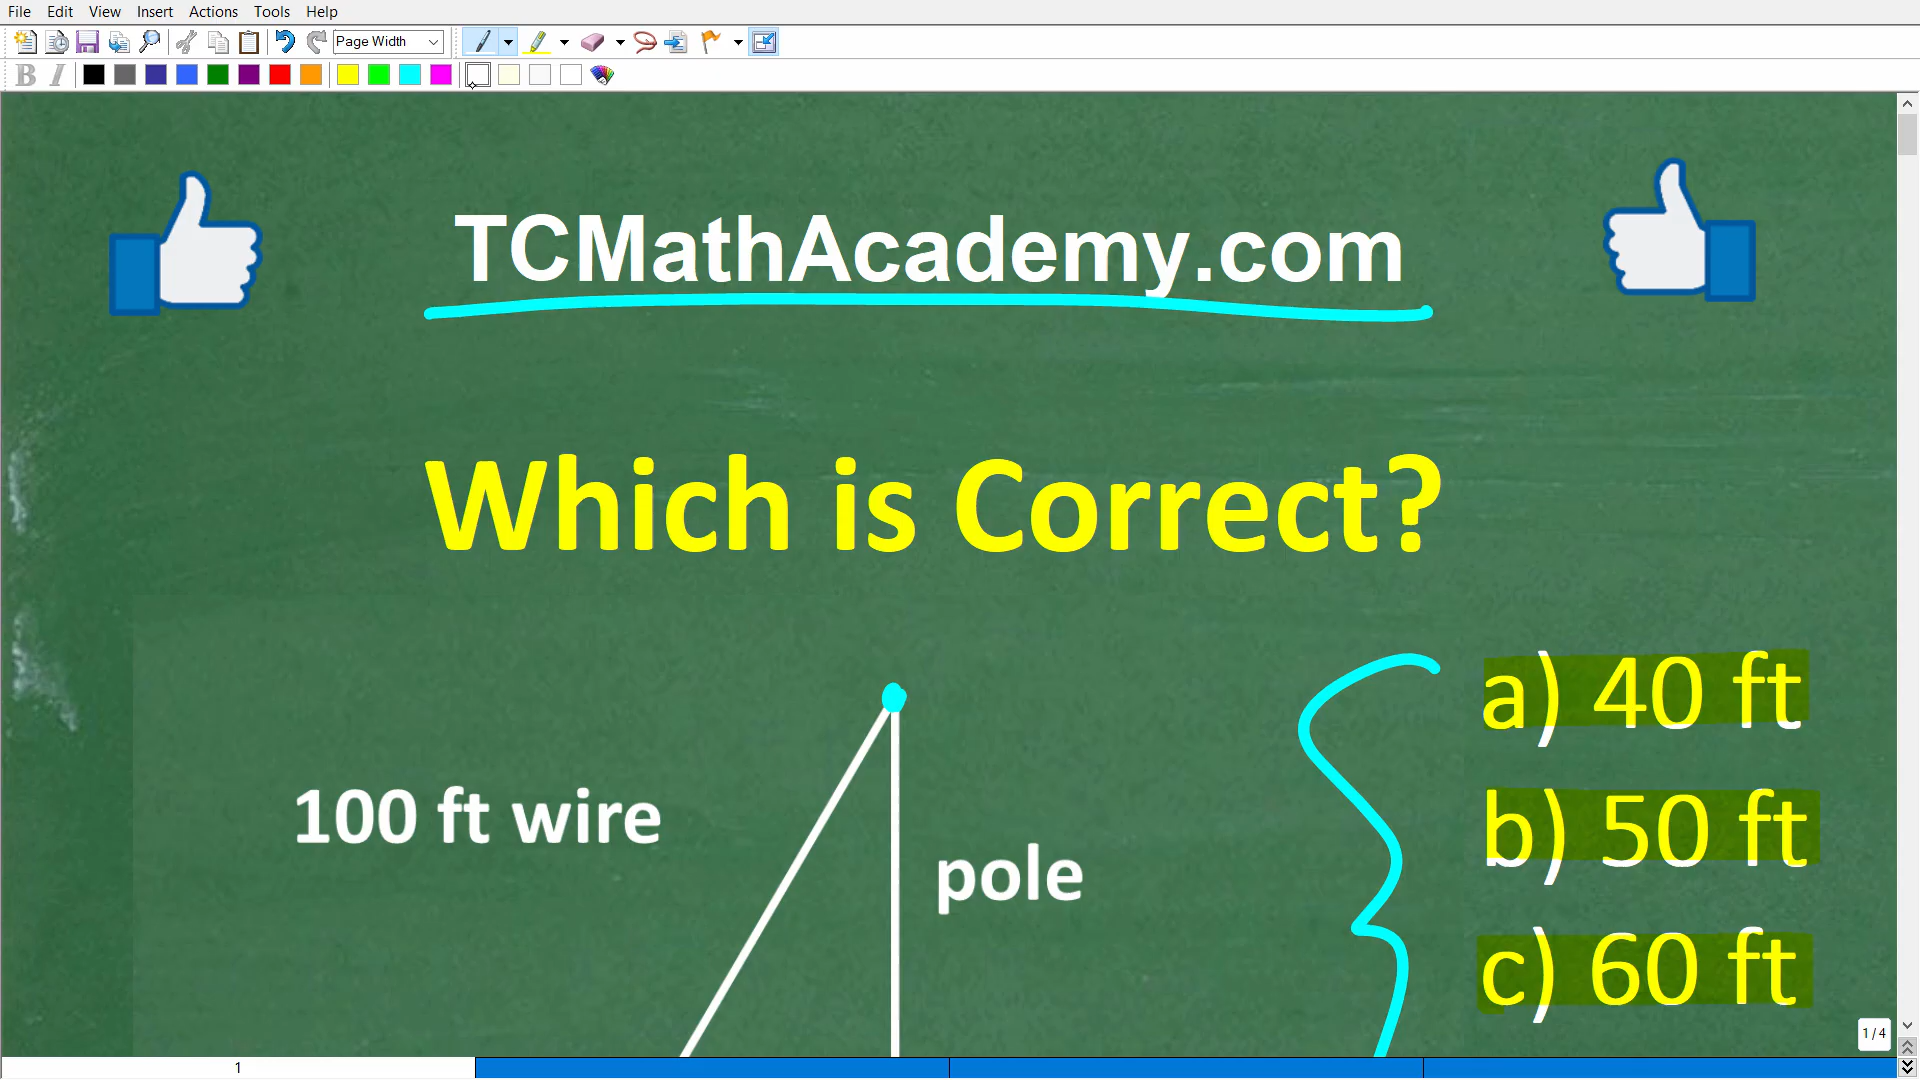 File Edit View Insert Actions Tools Help
Page Width
B I
TCMathAcademy.com
Which is Correct?
a) 40 ft
100 ft wire
b) 50 ft
pole
c) 60 ft
1 / 4
1